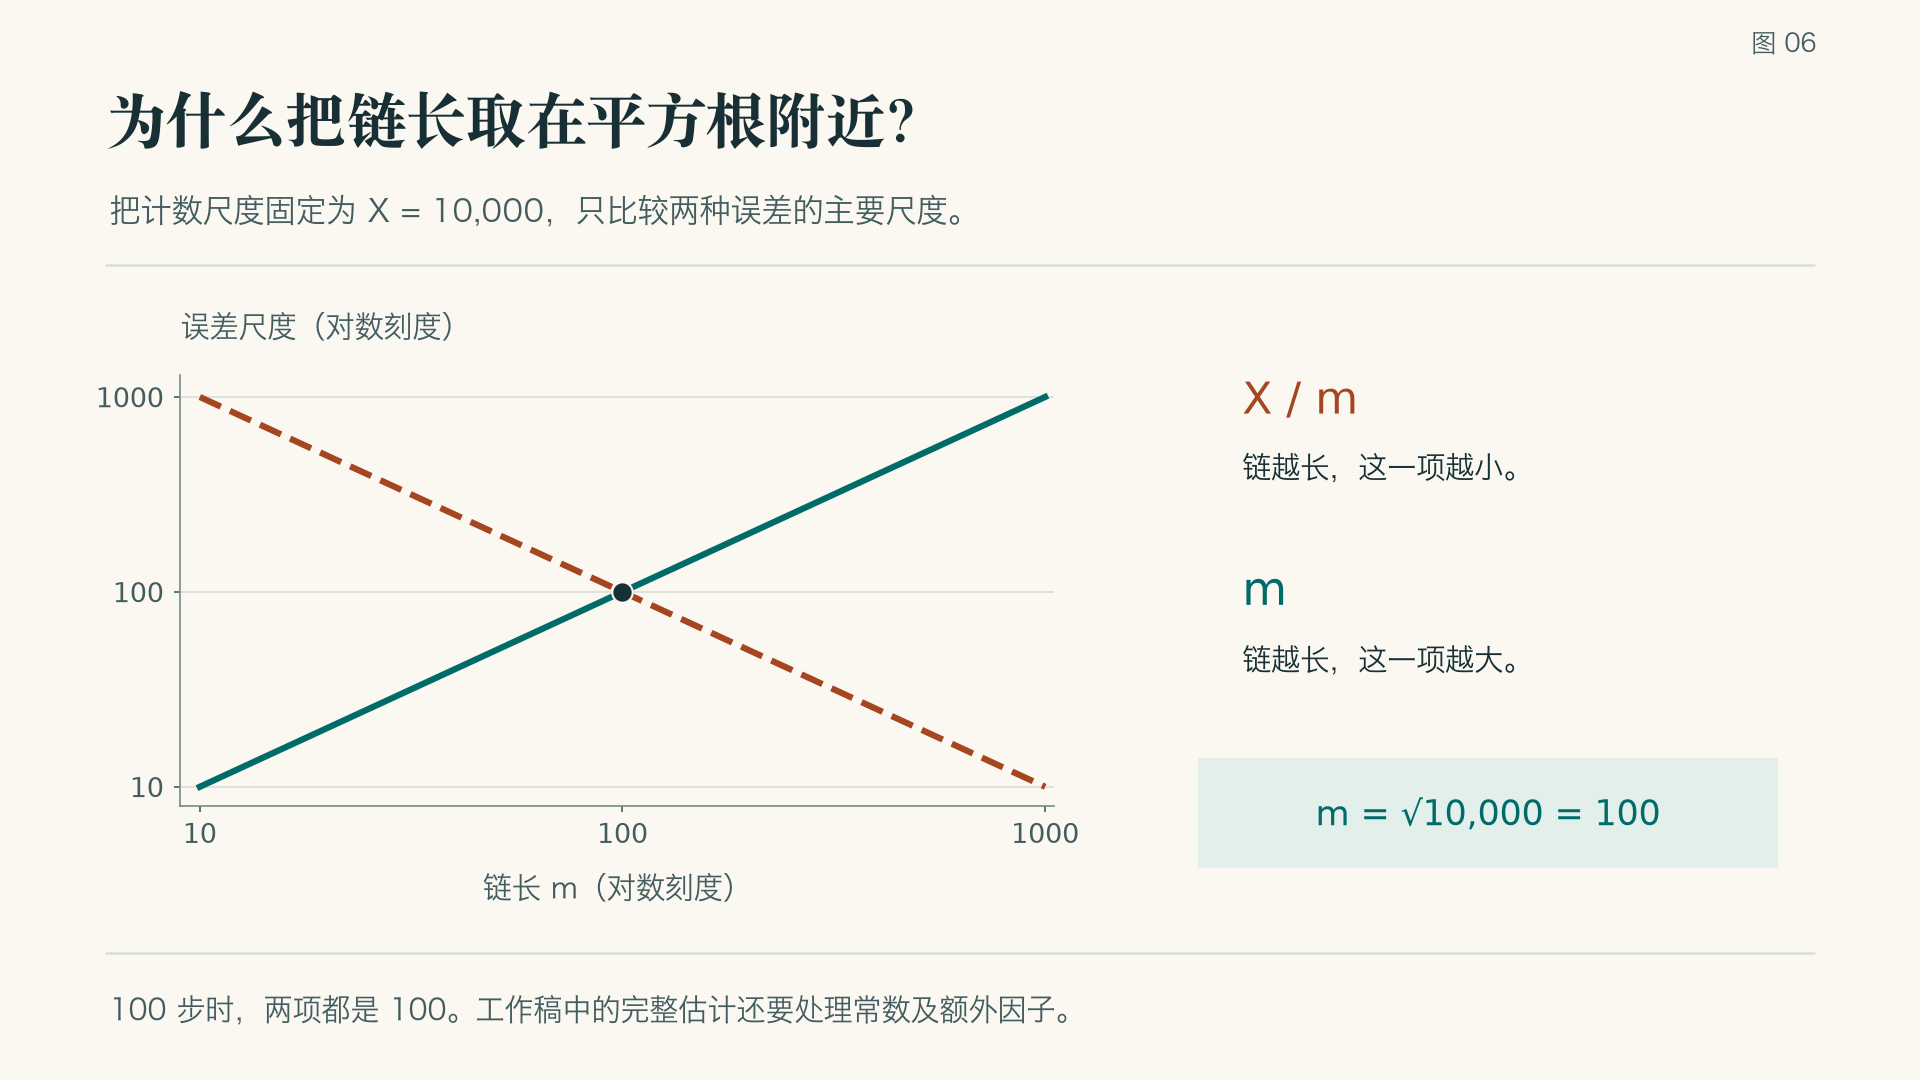 图 06
为什么把链长取在平方根附近？
把计数尺度固定为 X = 10,000，只比较两种误差的主要尺度。
误差尺度（对数刻度）
1000
100
10
10
100
1000
链长 m（对数刻度）
X / m
链越长，这一项越小。
m
链越长，这一项越大。
m = √10,000 = 100
100 步时，两项都是 100。工作稿中的完整估计还要处理常数及额外因子。